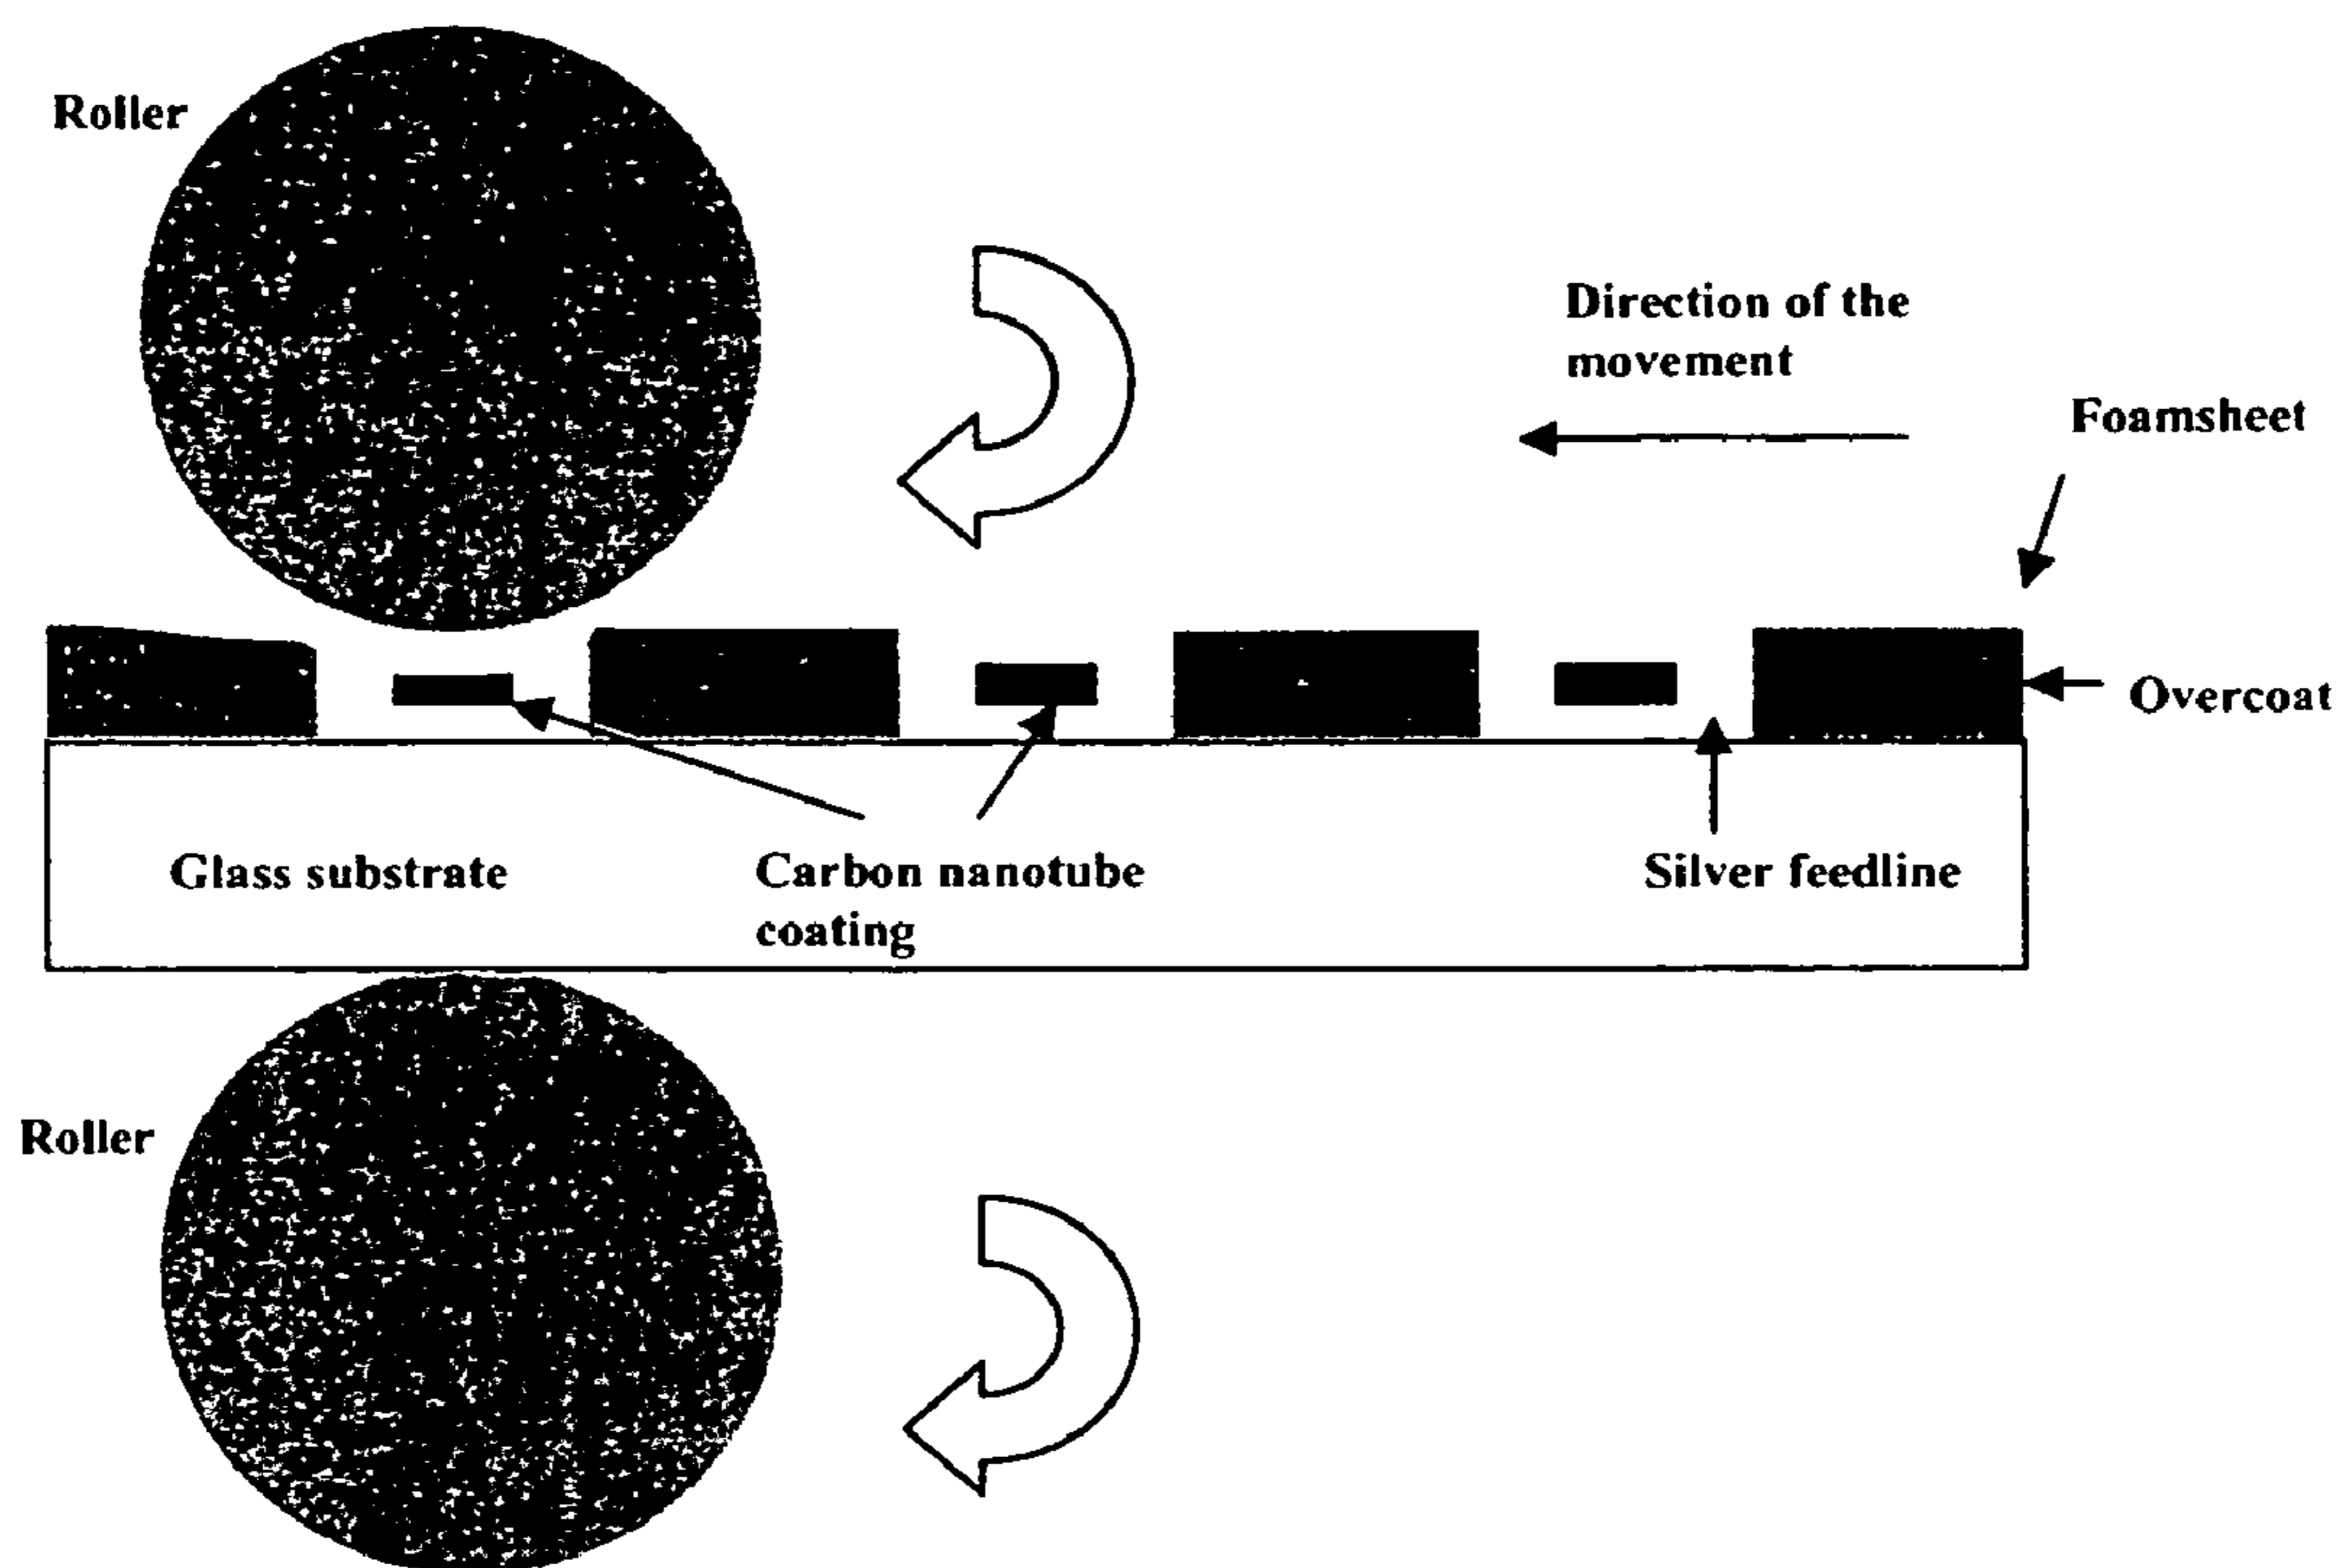 Roller
Direction of the
movement
Foamsheet
Overcoat
Glass substrate
Carbon nanotube
coating
Silver feedline
Roller